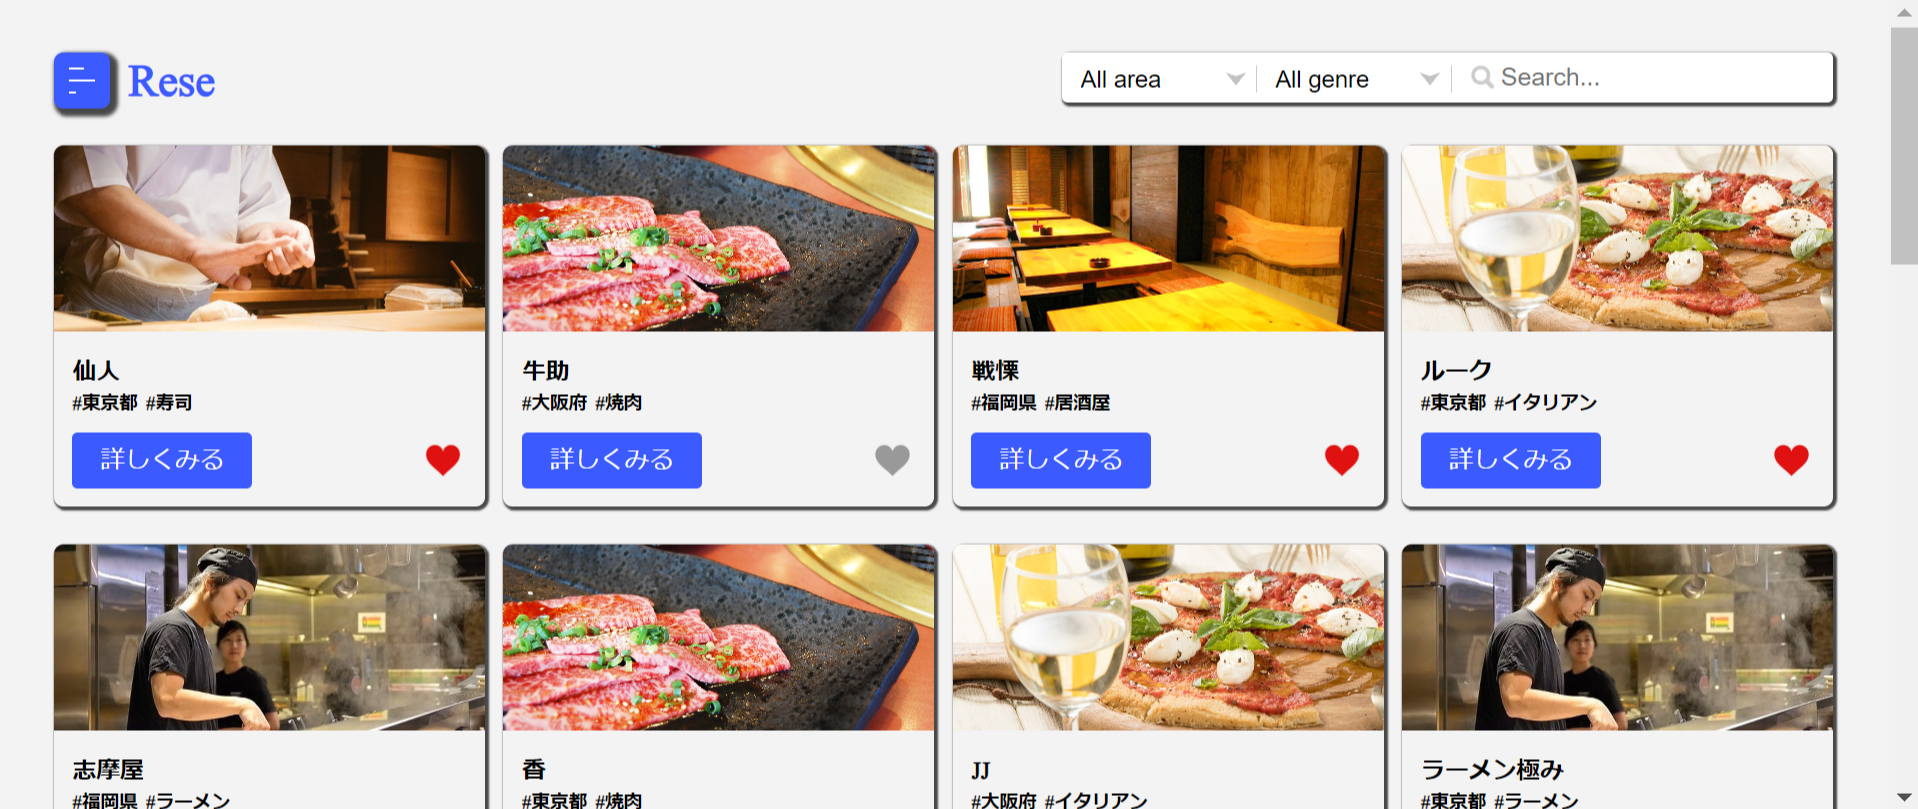 Rese
All area All genre Search...
仙人
#東京都 #寿司
詳しくみる
牛助
#大阪府 #焼肉
詳しくみる
戦慄
#福岡県 #居酒屋
詳しくみる
ルーク
#東京都 #イタリアン
詳しくみる
志摩屋
#福岡県 #ラーメン
香
#東京都 #焼肉
JJ
#大阪府 #イタリアン
ラーメン極み
#東京都 #ラーメン